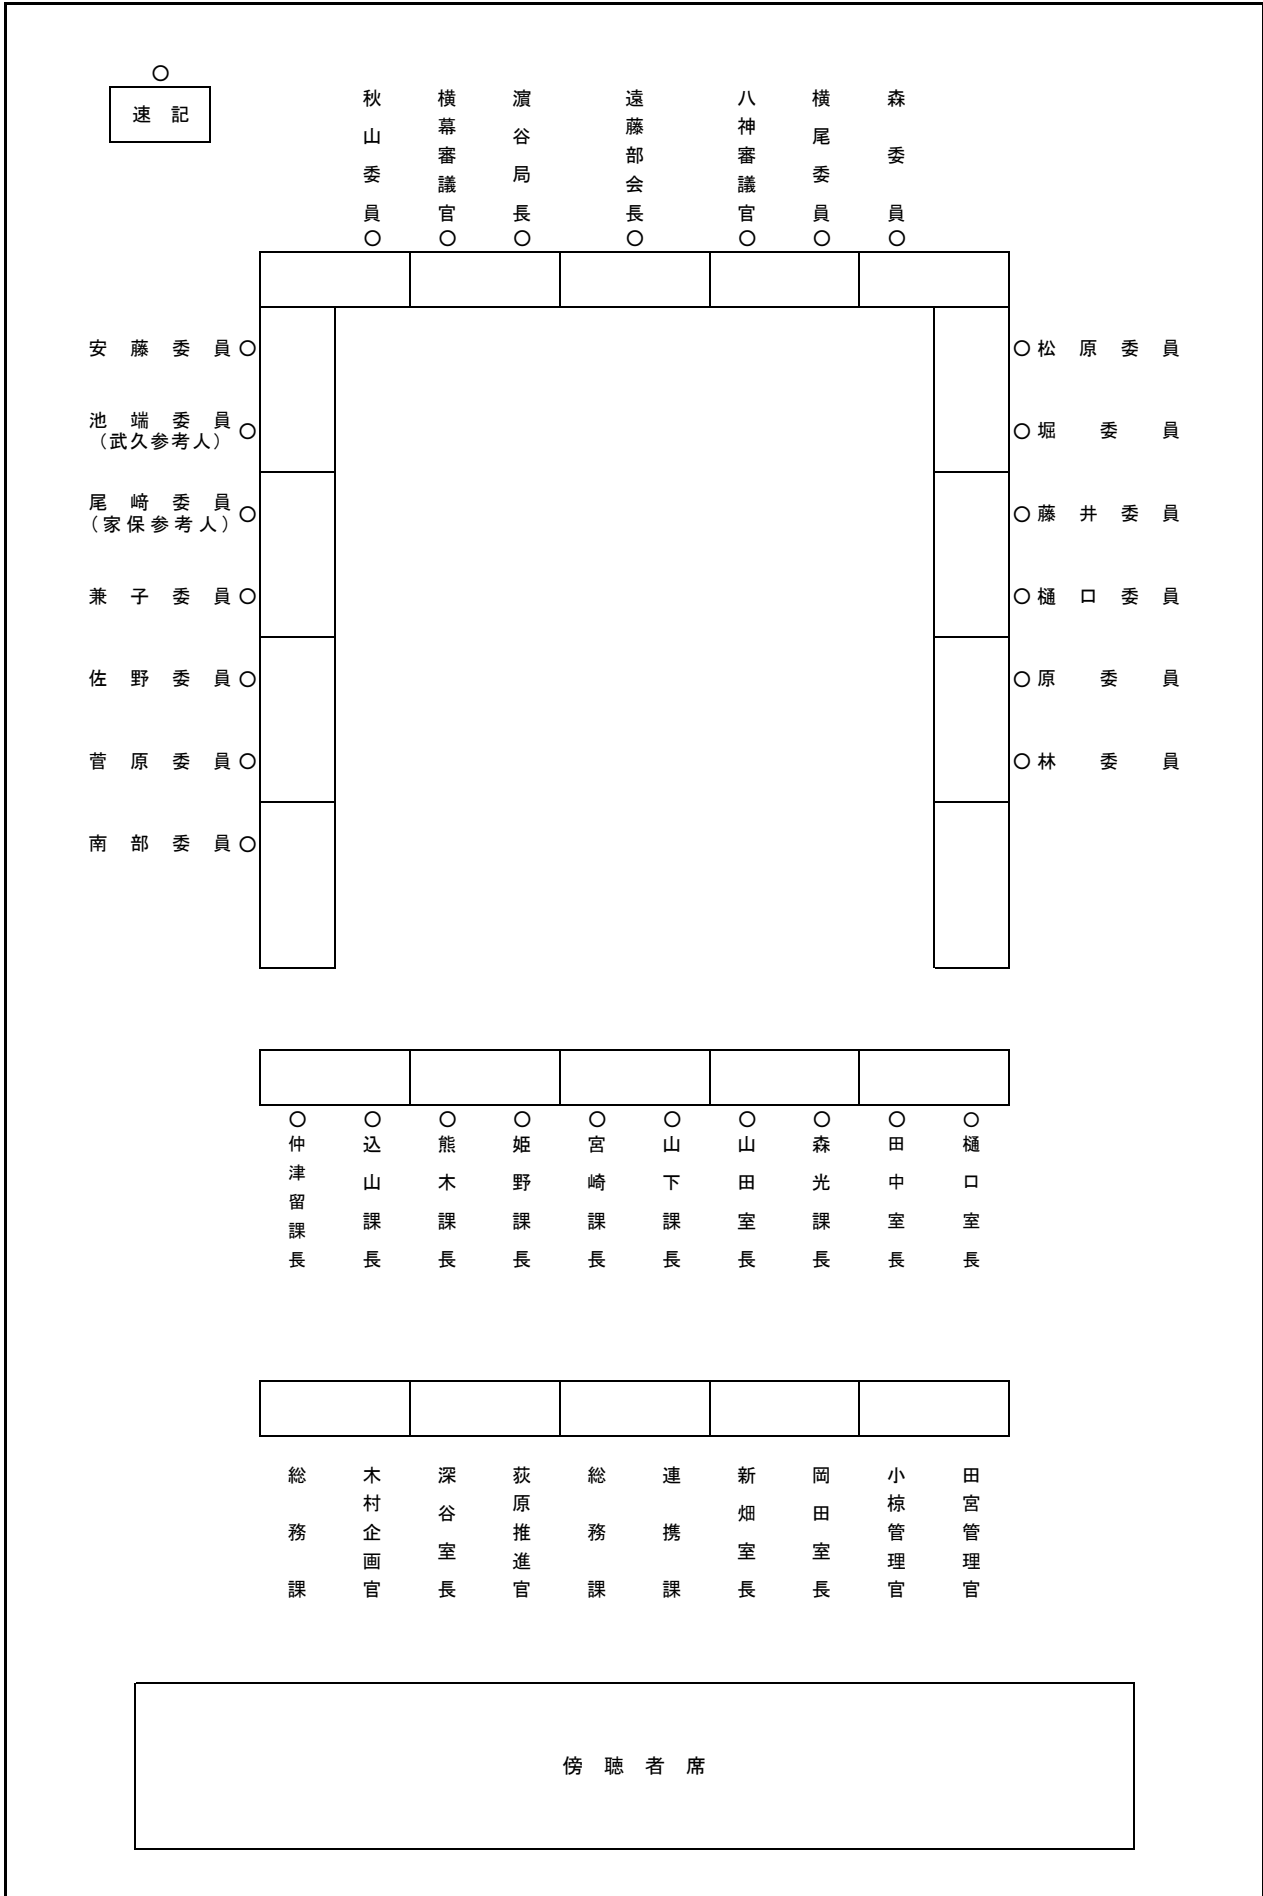 速記
秋山委員
横幕審議官
濵谷局長
遠藤部会長
八神審議官
横尾委員
森委員
安藤委員
池端委員
（武久参考人）
尾﨑委員
（家保参考人）
兼子委員
佐野委員
菅原委員
南部委員
松原委員
堀委員
藤井委員
樋口委員
原委員
林委員
仲津留課長
込山課長
熊木課長
姫野課長
宮崎課長
山下課長
山田室長
森光課長
田中室長
樋口室長
総務課
木村企画官
深谷室長
荻原推進官
総務課
連携課
新畑室長
岡田室長
小椋管理官
田宮管理官
傍聴者席